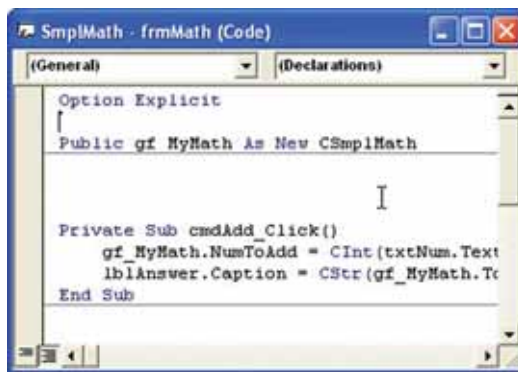 SmplMath - frmMath (Code)
(General) (Declarations)
Option Explicit
Public gf_MyMath As New CSmplMath
Private Sub cmdAdd_Click()
gf_MyMath.NumToAdd = CInt(txtNum.Text
lblAnswer.Caption = CStr(gf_MyMath.To
End Sub